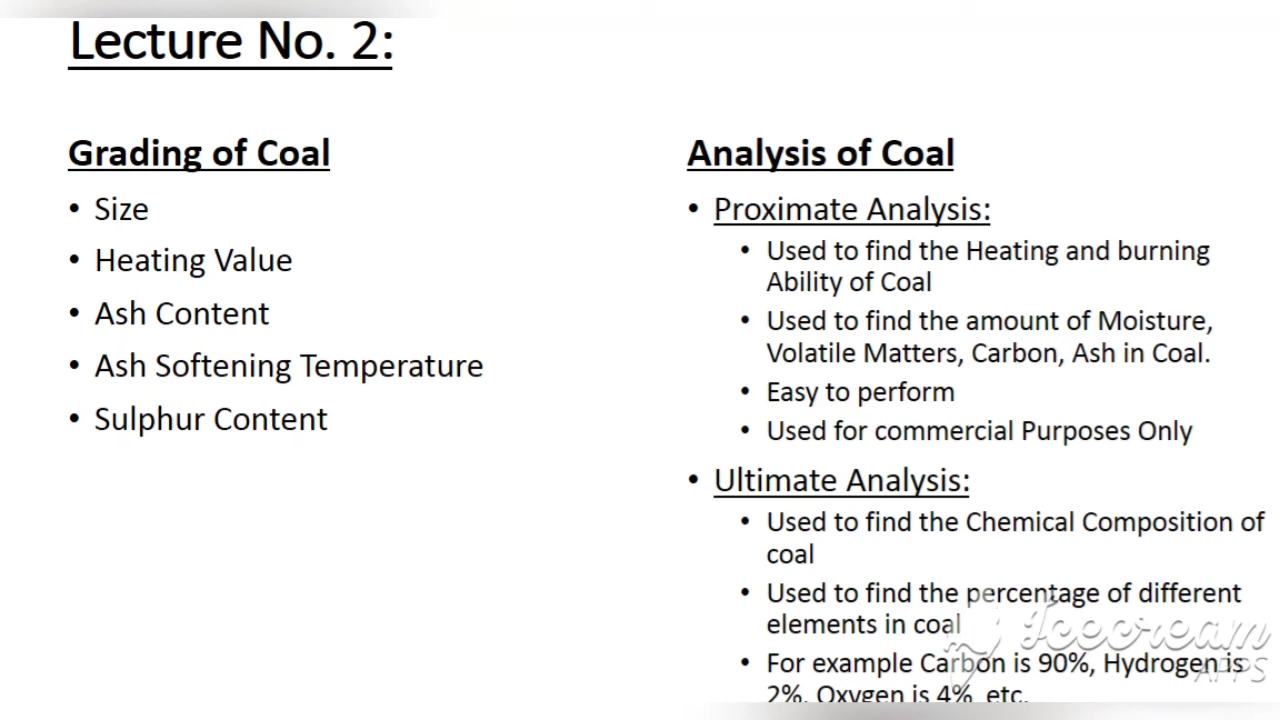 Lecture No. 2:
Grading of Coal
• Size
• Heating Value
• Ash Content
• Ash Softening Temperature
• Sulphur Content
Analysis of Coal
• Proximate Analysis:
• Used to find the Heating and burning
Ability of Coal
• Used to find the amount of Moisture,
Volatile Matters, Carbon, Ash in Coal.
• Easy to perform
• Used for commercial Purposes Only
• Ultimate Analysis:
• Used to find the Chemical Composition of
coal
• Used to find the percentage of different
elements in coal
• For example Carbon is 90%, Hydrogen is
2%, Oxygen is 4%, etc.
Icecream
APPS